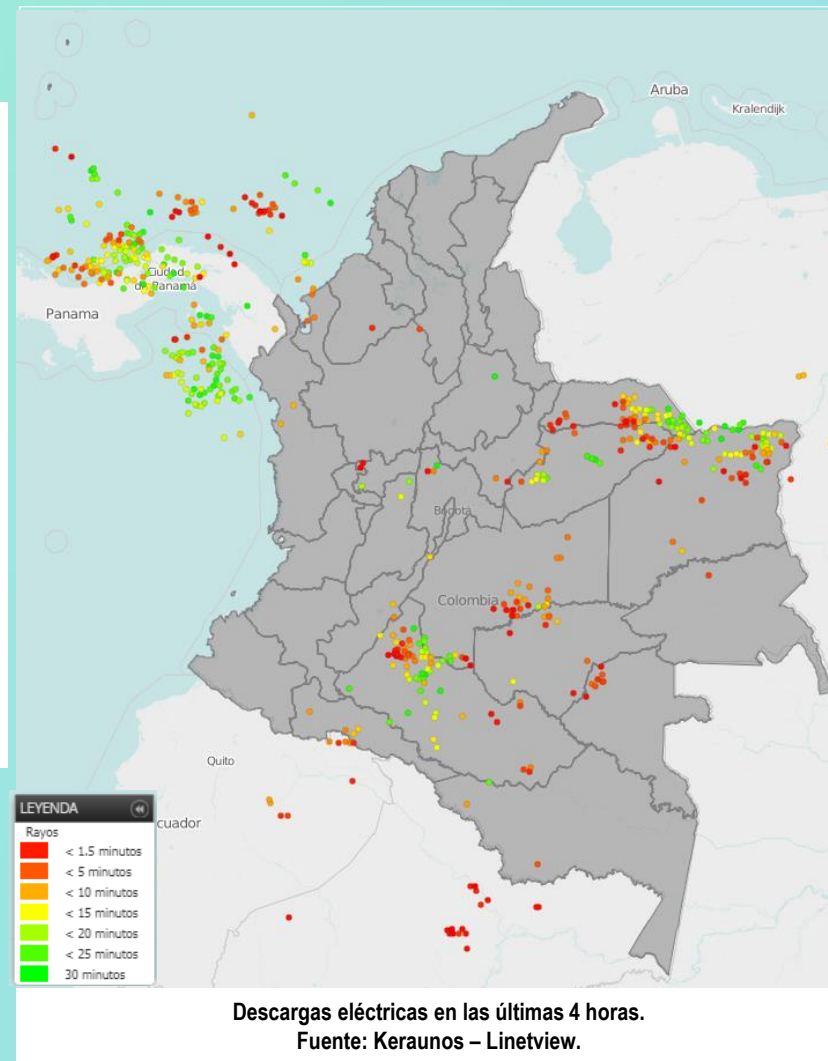 Aruba
Kralendijk
Ciudad
de Panamá
Panama
Bogotá
Colombia
Quito
cuador
LEYENDA
Rayos
< 1.5 minutos
< 5 minutos
< 10 minutos
< 15 minutos
< 20 minutos
< 25 minutos
30 minutos
Descargas eléctricas en las últimas 4 horas.
Fuente: Keraunos – Linetview.